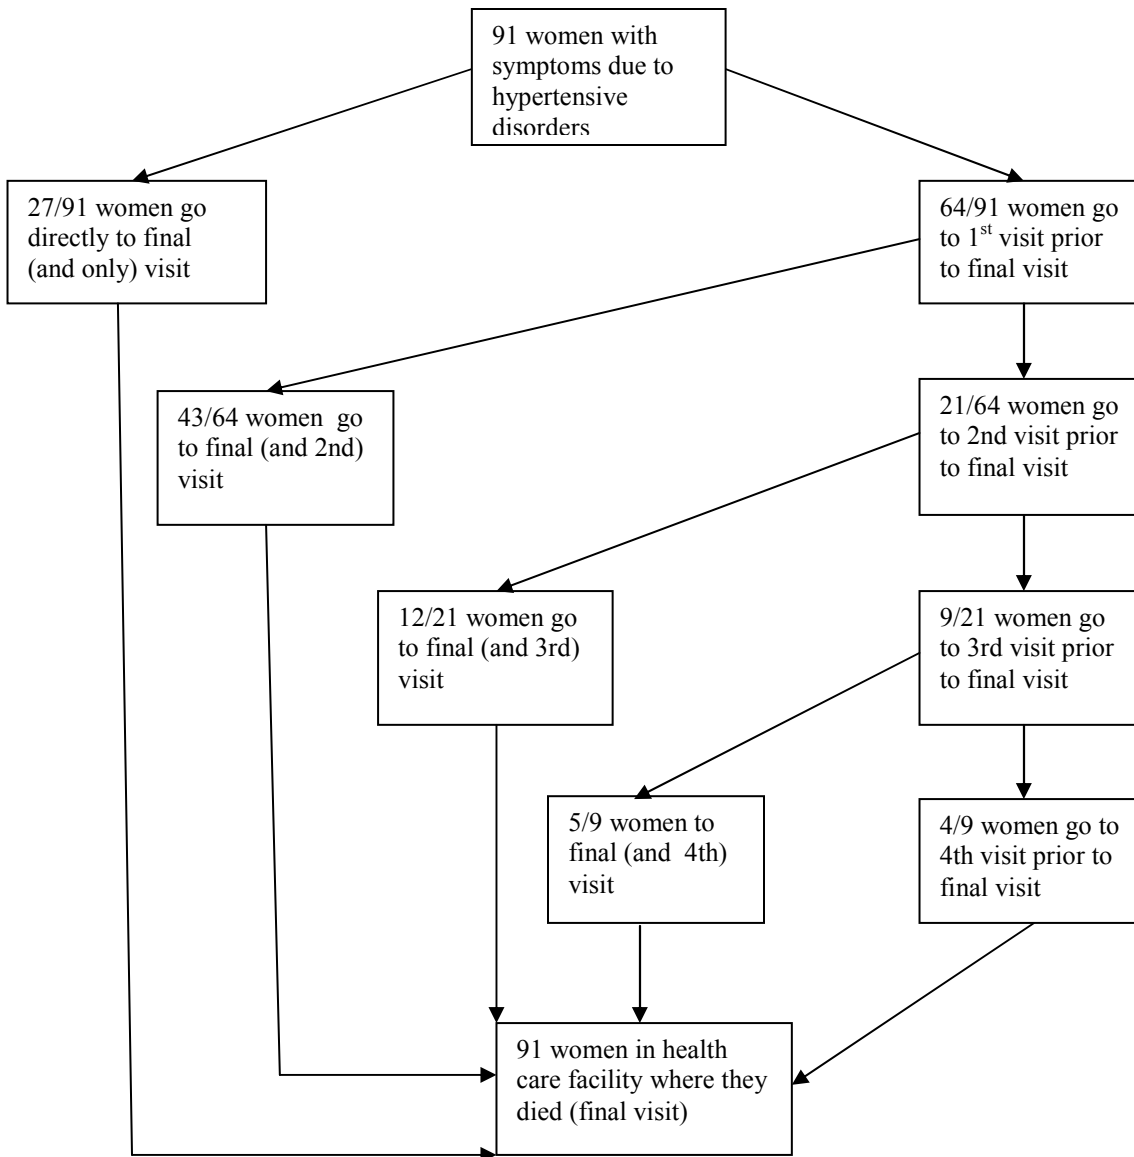 91 women with
symptoms due to
hypertensive
disorders
27/91 women go
directly to final
(and only) visit
64/91 women go
to 1st visit prior
to final visit
43/64 women  go
to final (and 2nd)
visit
21/64 women go
to 2nd visit prior
to final visit
12/21 women go
to final (and 3rd)
visit
9/21 women go
to 3rd visit prior
to final visit
5/9 women to
final (and  4th)
visit
4/9 women go to
4th visit prior to
final visit
91 women in health
care facility where they
died (final visit)